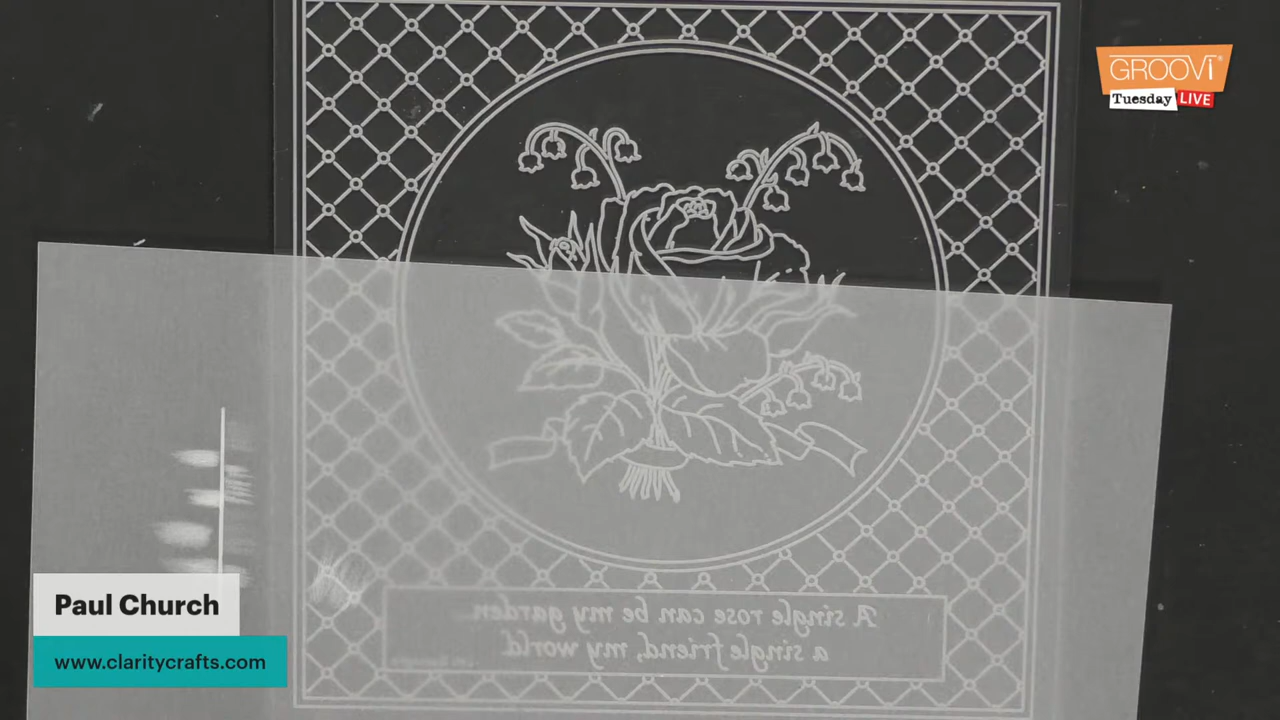 GROOVI®
Tuesday LIVE
A single rose can be my garden...
a single friend, my world
Paul Church
www.claritycrafts.com